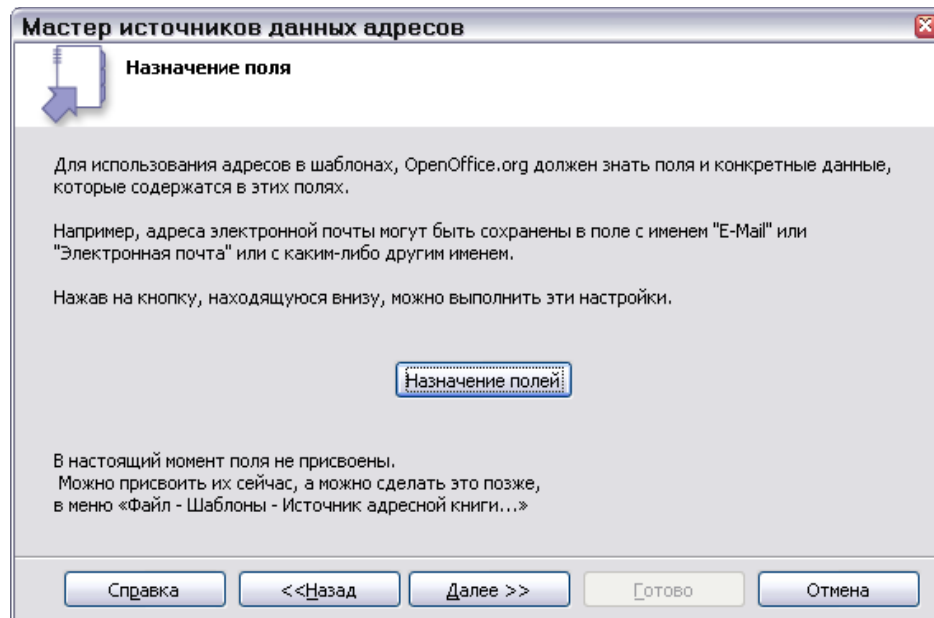 Мастер источников данных адресов
Назначение поля
Для использования адресов в шаблонах, OpenOffice.org должен знать поля и конкретные данные,
которые содержатся в этих полях.
Например, адреса электронной почты могут быть сохранены в поле с именем "E-Mail" или
"Электронная почта" или с каким-либо другим именем.
Нажав на кнопку, находящуюся внизу, можно выполнить эти настройки.
Назначение полей
В настоящий момент поля не присвоены.
Можно присвоить их сейчас, а можно сделать это позже,
в меню «Файл - Шаблоны - Источник адресной книги...»
Справка <<Назад Далее >> Готово Отмена